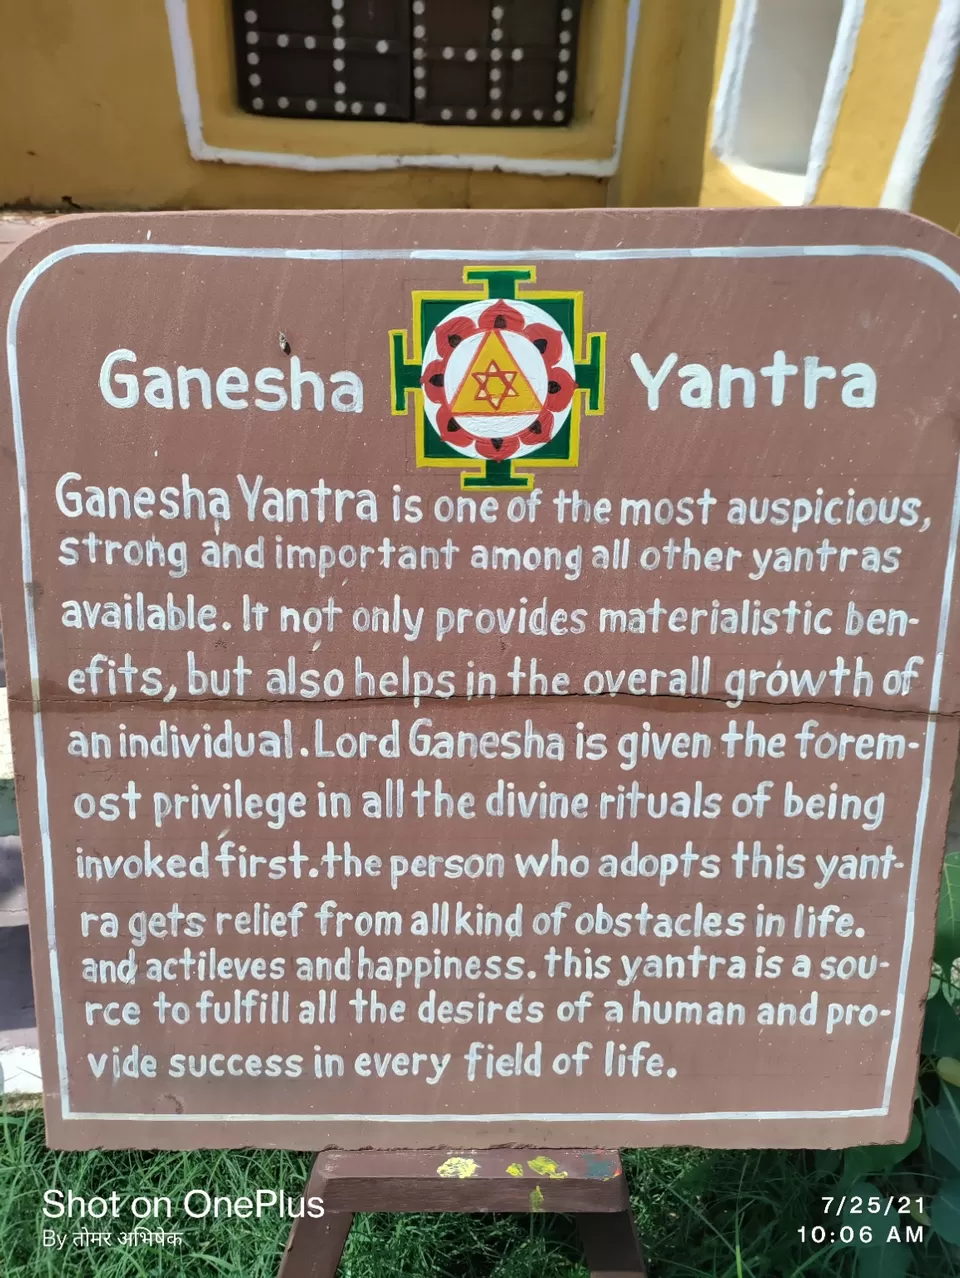 Ganesha Yantra
Ganesha Yantra is one of the most auspicious,
strong and important among all other yantras
available. It not only provides materialistic ben-
efits, but also helps in the overall growth of
an individual. Lord Ganesha is given the forem-
ost privilege in all the divine rituals of being
invoked first. the person who adopts this yant-
ra gets relief from all kind of obstacles in life.
and actileves and happiness. this yantra is a sou-
rce to fulfill all the desires of a human and pro-
vide success in every field of life.
Shot on OnePlus
By तोमर अभिषेक
7/25/21
10:06 AM